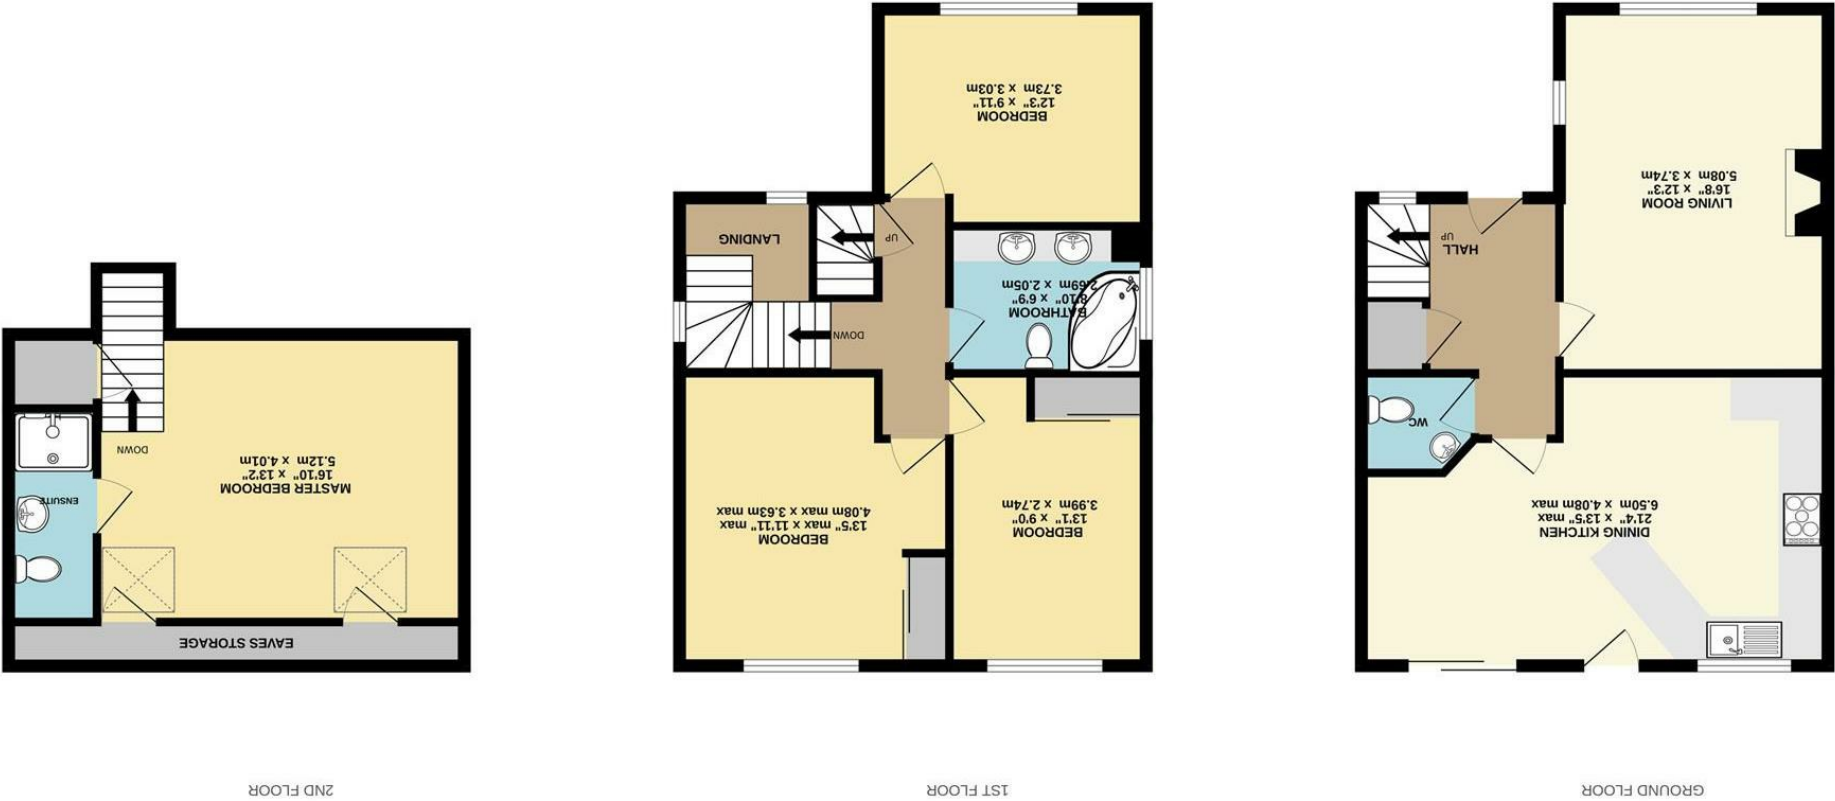 GROUND FLOOR
DINING KITCHEN
21'4" x 13'5" max
6.50m x 4.08m max
WC
HALL
UP
LIVING ROOM
16'8" x 12'3"
5.08m x 3.74m
1ST FLOOR
BEDROOM
13'5" max x 11'11" max
4.08m max x 3.63m max
BEDROOM
13'1" x 9'0"
3.99m x 2.74m
DOWN
BATHROOM
8'10" x 6'9"
2.69m x 2.05m
UP
LANDING
BEDROOM
12'3" x 9'11"
3.73m x 3.03m
2ND FLOOR
EAVES STORAGE
ENSUITE
MASTER BEDROOM
16'10" x 13'2"
5.12m x 4.01m
DOWN